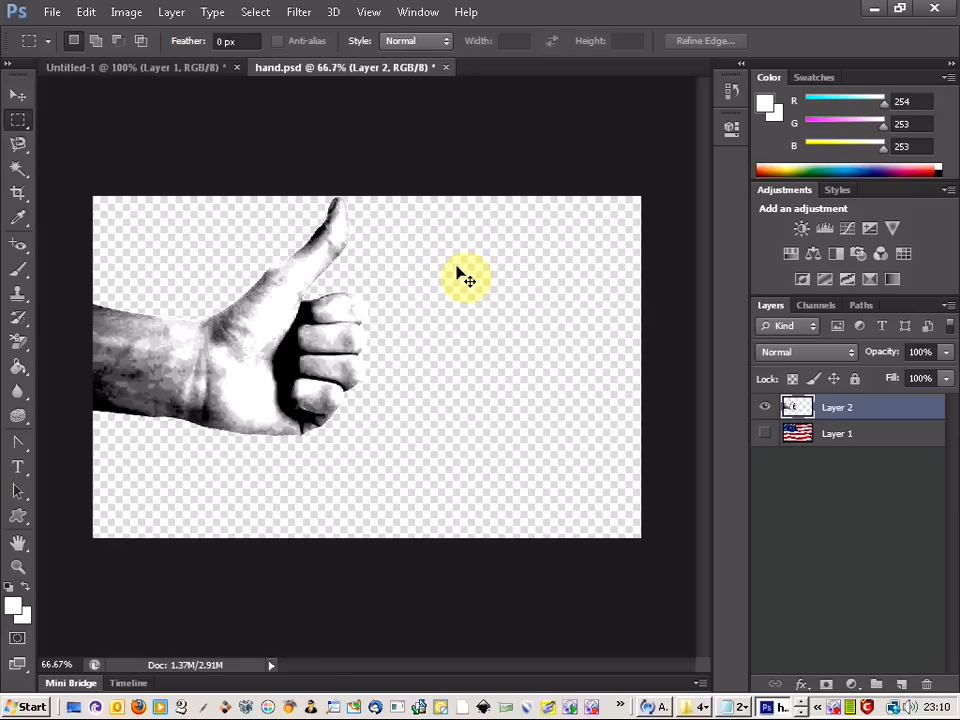 Ps File Edit Image Layer Type Select Filter 3D View Window Help
Feather: 0 px Anti-alias Style: Normal Width: Height: Refine Edge...
Untitled-1 @ 100% (Layer 1, RGB/8) * × hand.psd @ 66.7% (Layer 2, RGB/8) * ×
Color Swatches
R 254
G 253
B 253
Adjustments Styles
Add an adjustment
Layers Channels Paths
Kind
Normal Opacity: 100%
Lock: Fill: 100%
Layer 2
Layer 1
66.67% Doc: 1.37M/2.91M
Mini Bridge Timeline
Start A. 4 2 h. 23:10